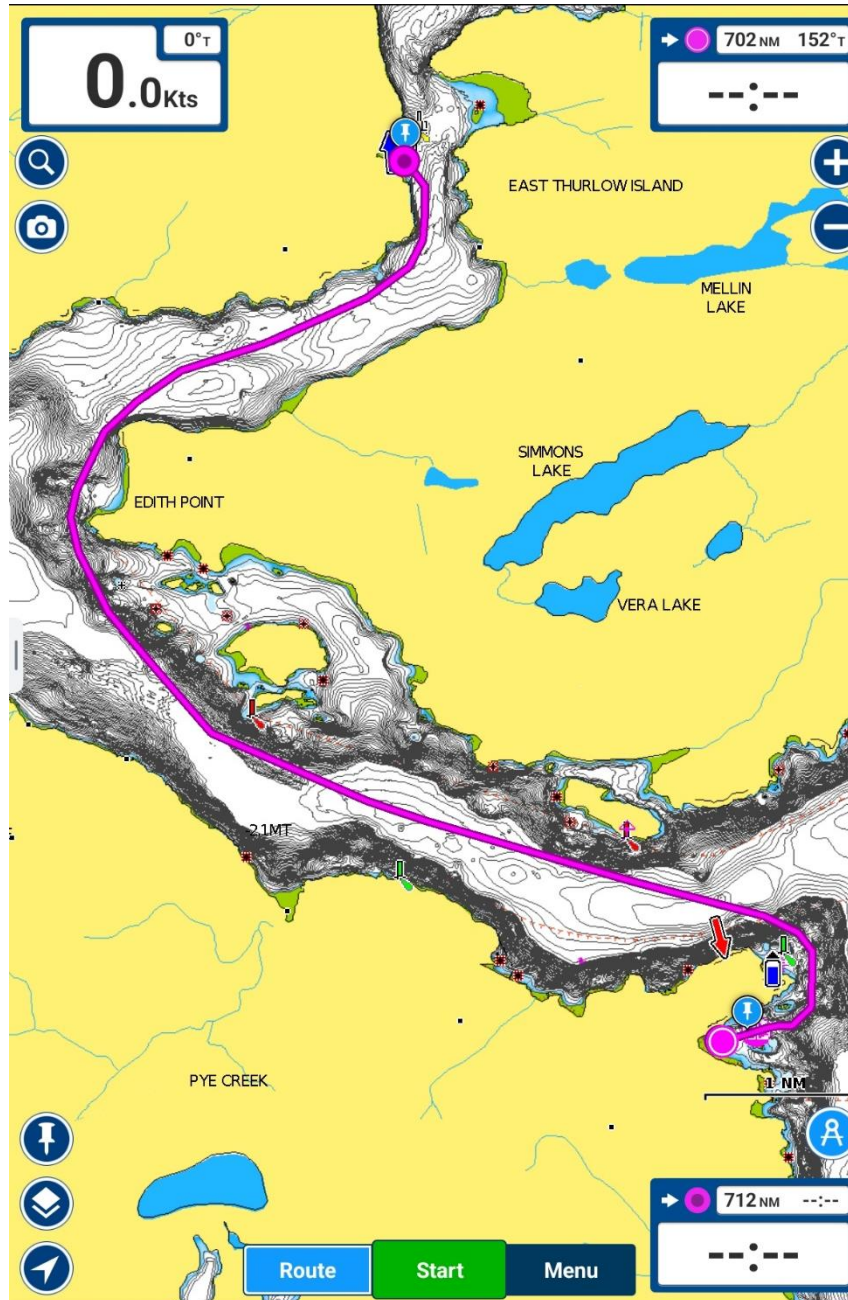 0°T
0.0Kts
702 NM 152°T
--:--
EAST THURLOW ISLAND
MELLIN
LAKE
SIMMONS
LAKE
EDITH POINT
VERA LAKE
-21MT
PYE CREEK
1 NM
712 NM --:--
--:--
Route
Start
Menu